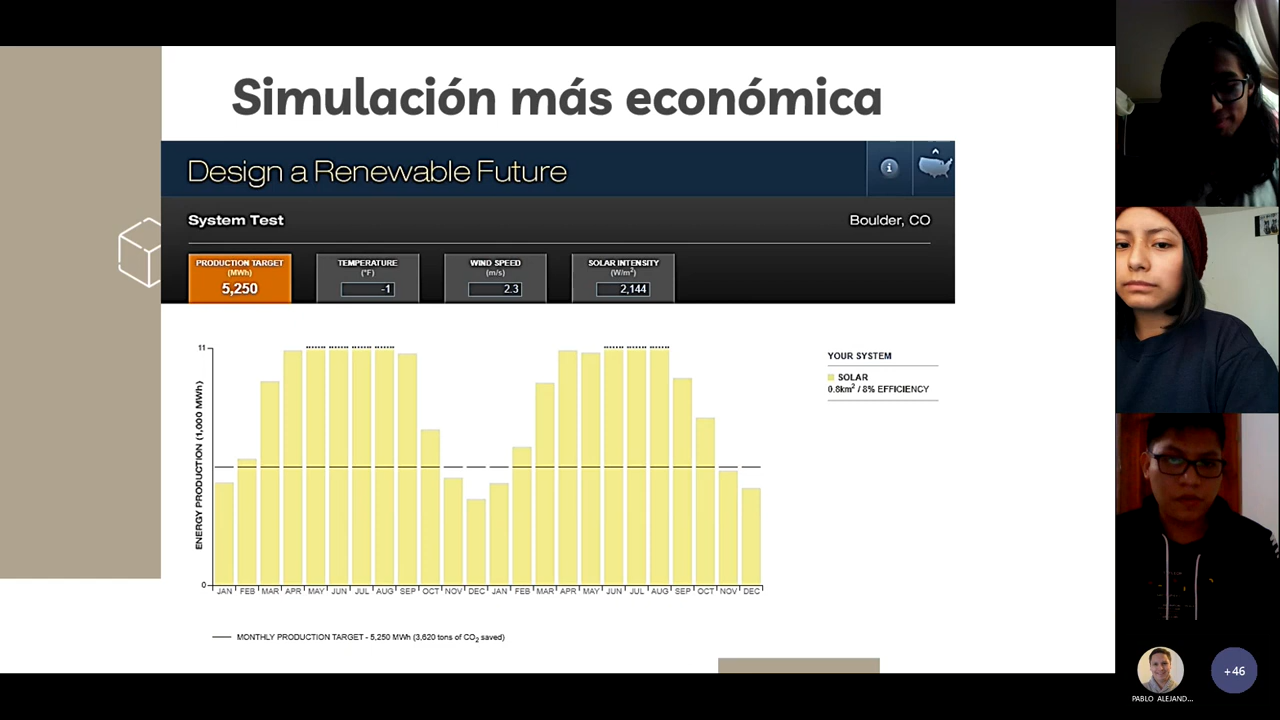 Simulación más económica
Design a Renewable Future
System Test
Boulder, CO
PRODUCTION TARGET
(MWh)
5,250
TEMPERATURE
(°F)
-1
WIND SPEED
(m/s)
2.3
SOLAR INTENSITY
(W/m²)
2,144
11
ENERGY PRODUCTION (1,000 MWh)
0
JAN FEB MAR APR MAY JUN JUL AUG SEP OCT NOV DEC JAN FEB MAR APR MAY JUN JUL AUG SEP OCT NOV DEC
YOUR SYSTEM
SOLAR
0.8km² / 8% EFFICIENCY
MONTHLY PRODUCTION TARGET - 5,250 MWh (3,620 tons of CO₂ saved)
PABLO ALEJAND...
+46